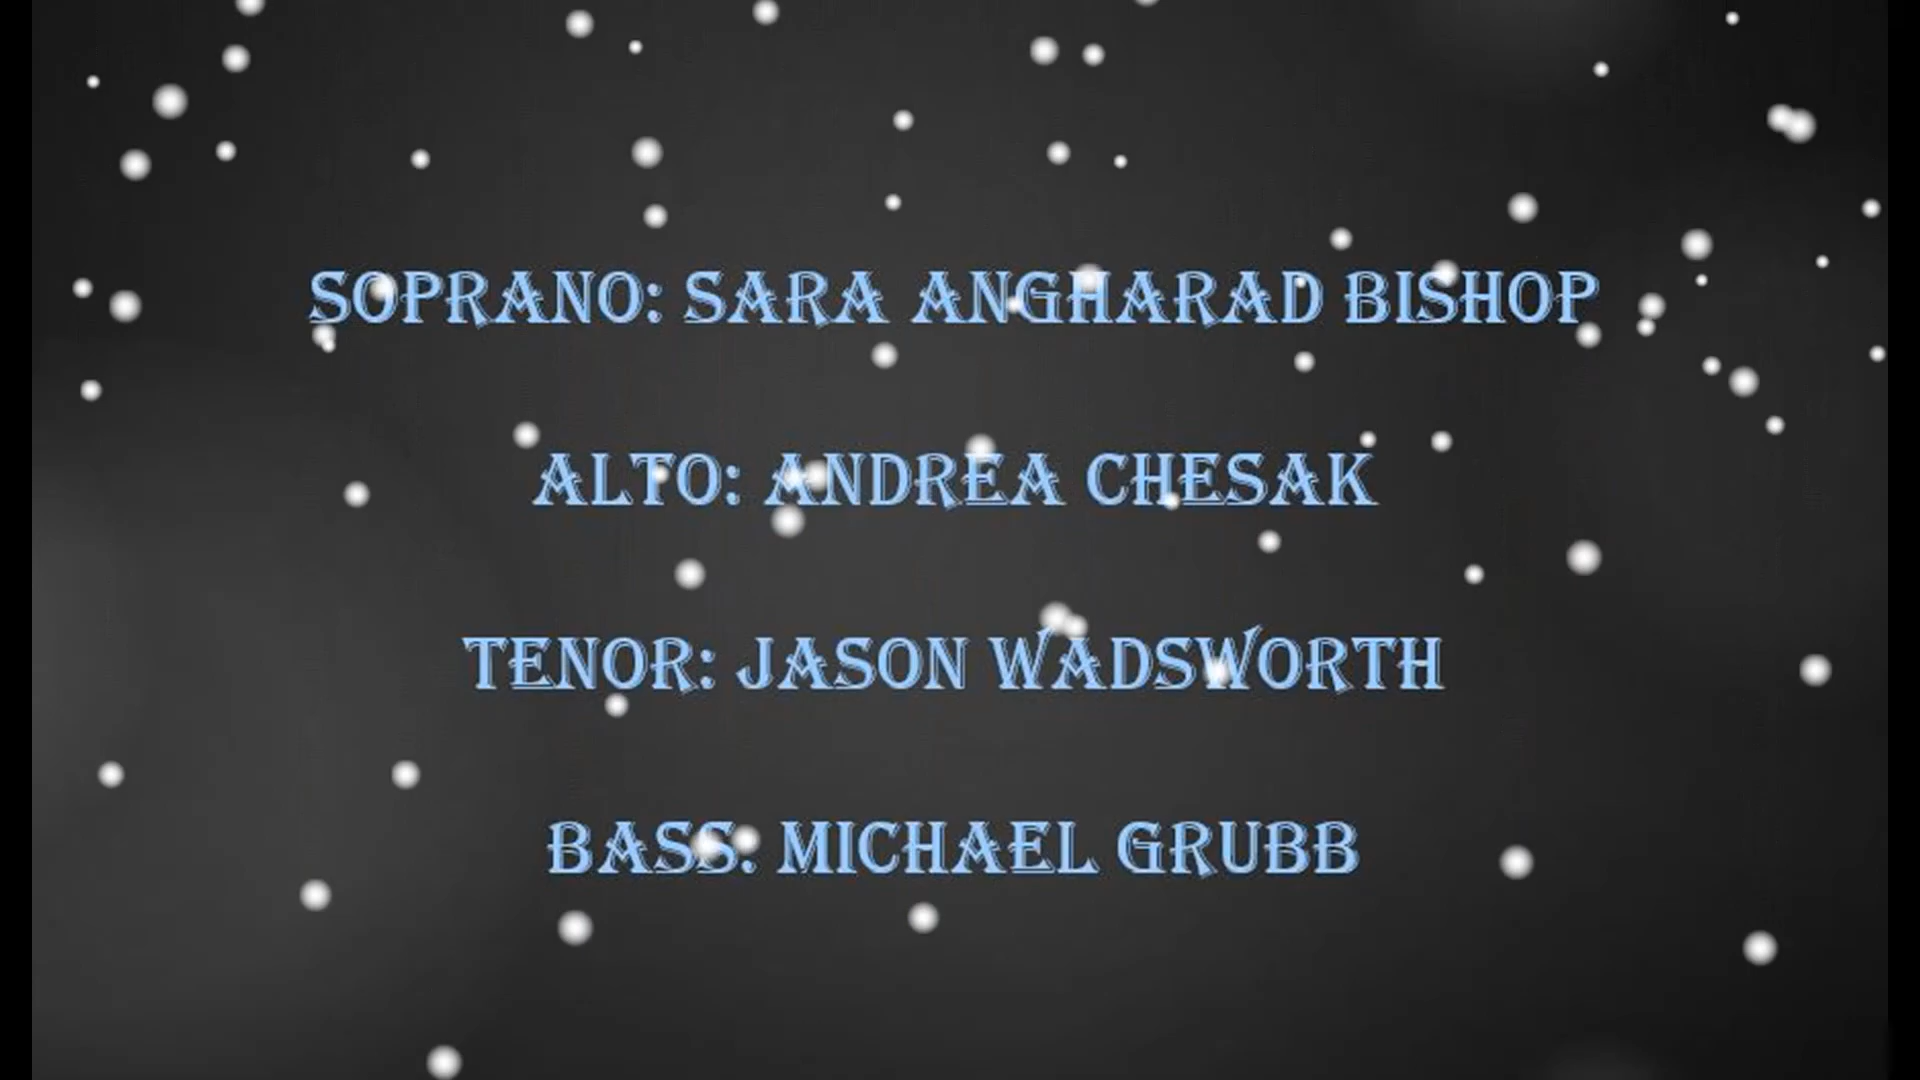 SOPRANO: SARA ANGHARAD BISHOP
ALTO: ANDREA CHESAK
TENOR: JASON WADSWORTH
BASS: MICHAEL GRUBB